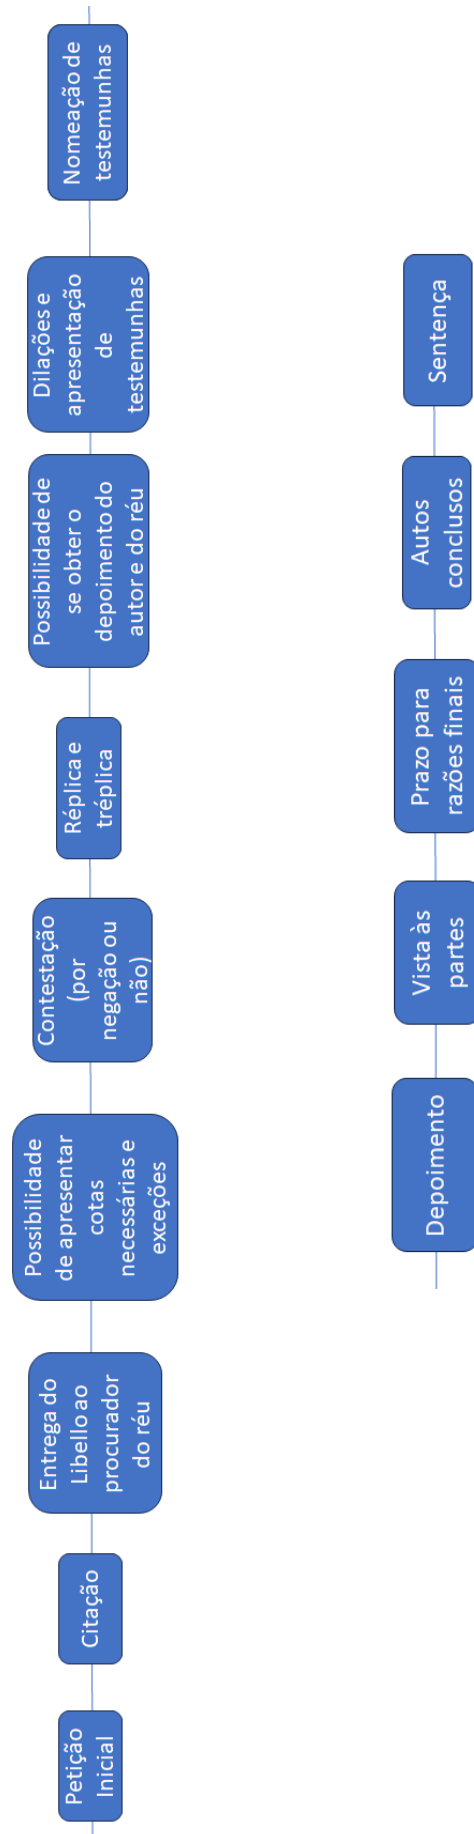 Petição
Inicial
Citação
Entrega do
Libello ao
procurador
do réu
Possibilidade
de apresentar
cotas
necessárias e
exceções
Contestação
(por
negação ou
não)
Réplica e
tréplica
Possibilidade de
se obter o
depoimento do
autor e do réu
Dilações e
apresentação
de
testemunhas
Nomeação de
testemunhas
Depoimento
Vista às
partes
Prazo para
razões finais
Autos
conclusos
Sentença